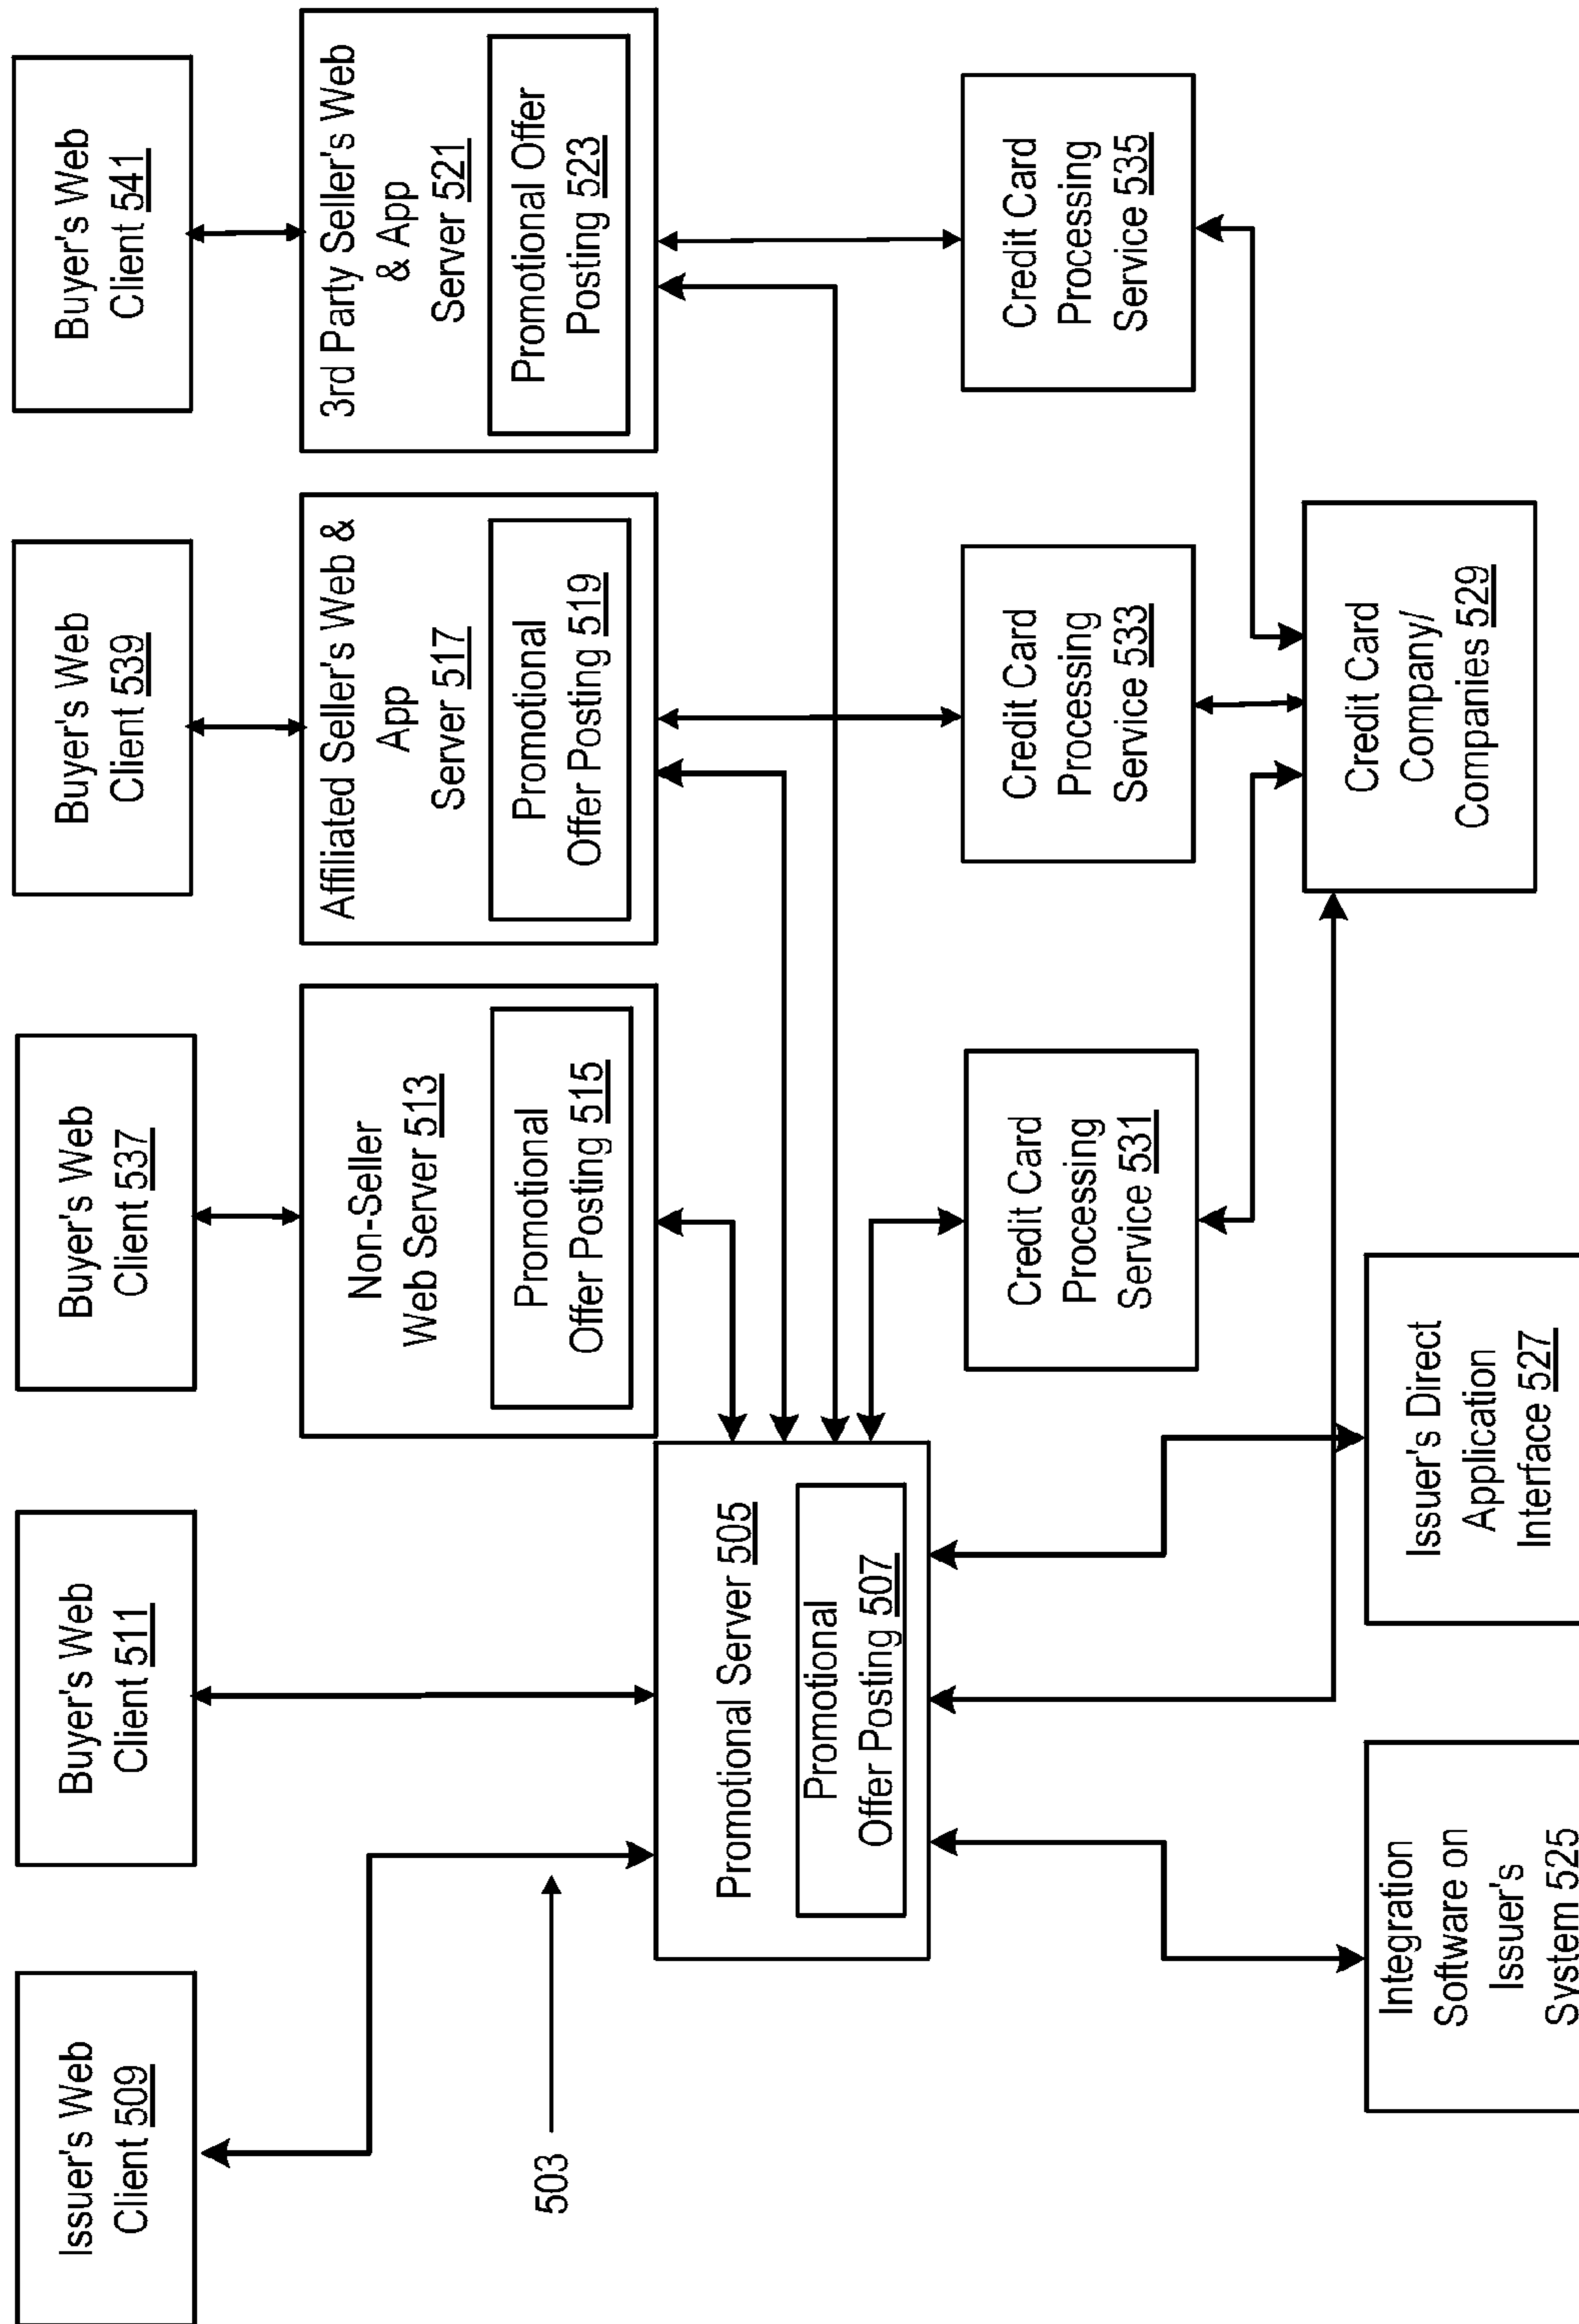 Issuer's Web
Client 509
Buyer's Web
Client 511
Buyer's Web
Client 537
Buyer's Web
Client 539
Buyer's Web
Client 541
503
Promotional Server 505
Promotional
Offer Posting 507
Non-Seller
Web Server 513
Promotional
Offer Posting 515
Affiliated Seller's Web &
App
Server 517
Promotional
Offer Posting 519
3rd Party Seller's Web
& App
Server 521
Promotional Offer
Posting 523
Credit Card
Processing
Service 531
Credit Card
Processing
Service 533
Credit Card
Processing
Service 535
Integration
Software on
Issuer's
System 525
Issuer's Direct
Application
Interface 527
Credit Card
Company/
Companies 529